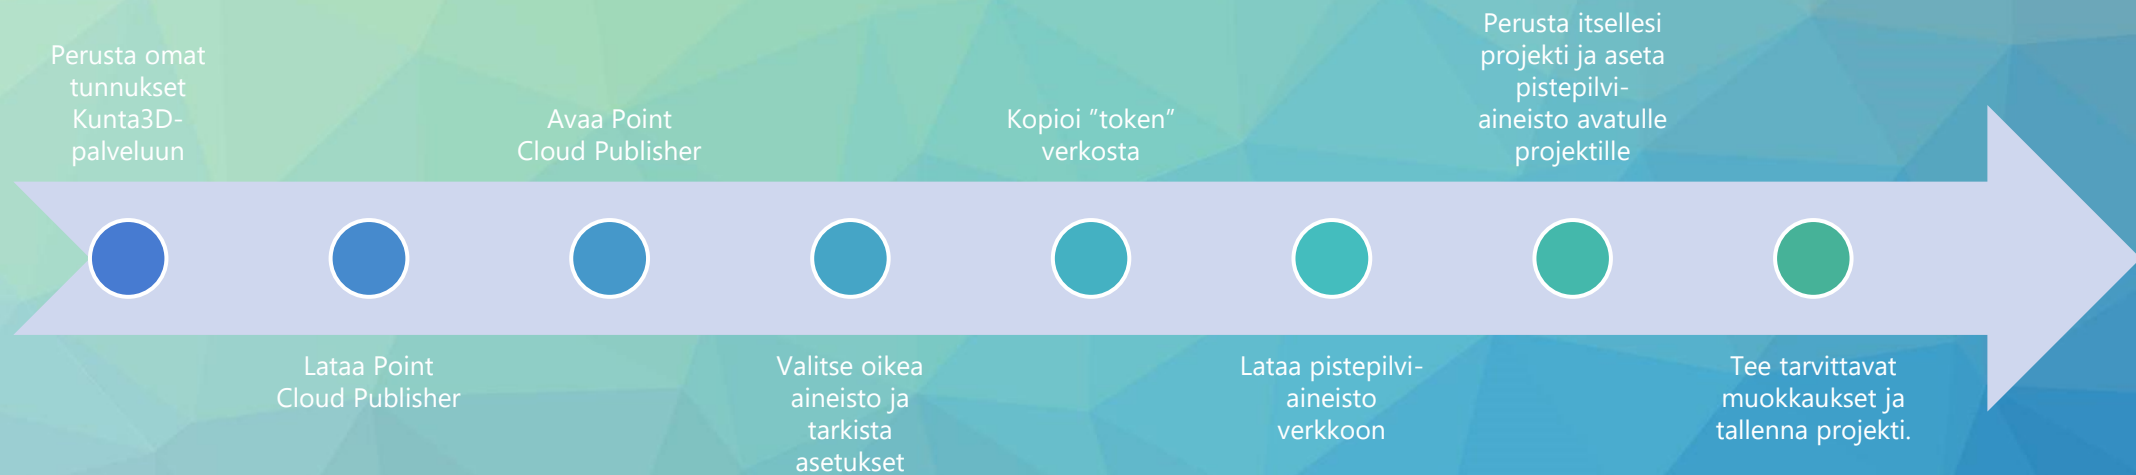 Perusta omat
tunnukset
Kunta3D-
palveluun
Lataa Point
Cloud Publisher
Avaa Point
Cloud Publisher
Valitse oikea
aineisto ja
tarkista
asetukset
Kopioi ”token”
verkosta
Lataa pistepilvi-
aineisto
verkkoon
Perusta itsellesi
projekti ja aseta
pistepilvi-
aineisto avatulle
projektille
Tee tarvittavat
muokkaukset ja
tallenna projekti.